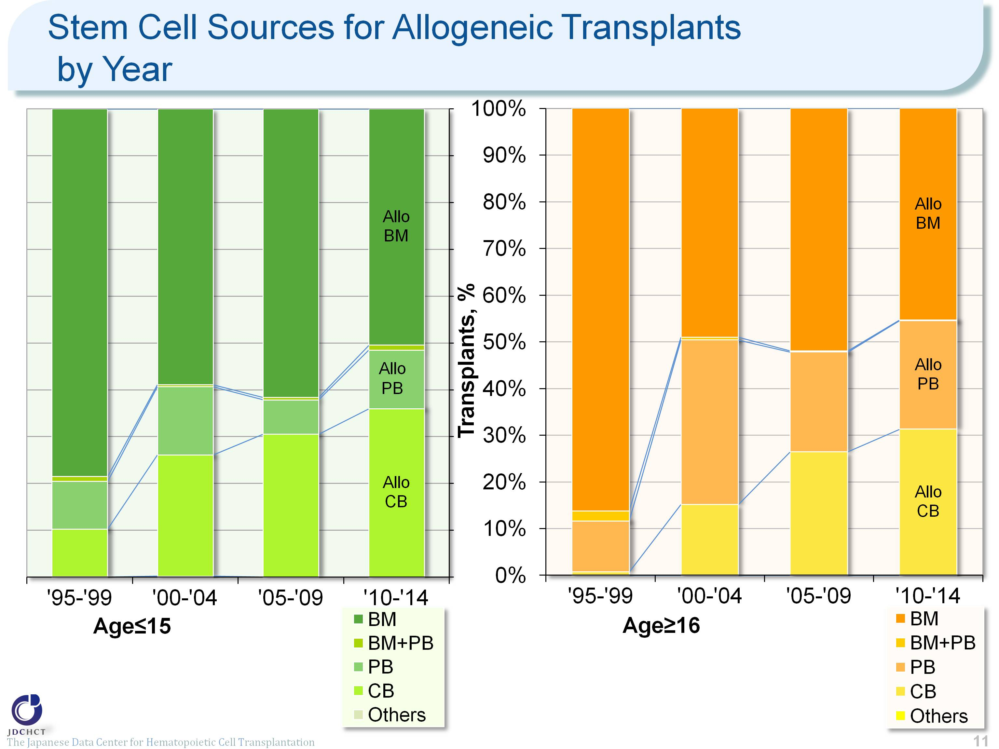 Stem Cell Sources for Allogeneic Transplants
by Year
Allo
BM
Allo
PB
Allo
CB
'95-'99
'00-'04
'05-'09
'10-'14
Age≤15
BM
BM+PB
PB
CB
Others
Transplants, %
100%
90%
80%
70%
60%
50%
40%
30%
20%
10%
0%
Allo
BM
Allo
PB
Allo
CB
'95-'99
'00-'04
'05-'09
'10-'14
Age≥16
BM
BM+PB
PB
CB
Others
JDCHCT
The Japanese Data Center for Hematopoietic Cell Transplantation
11